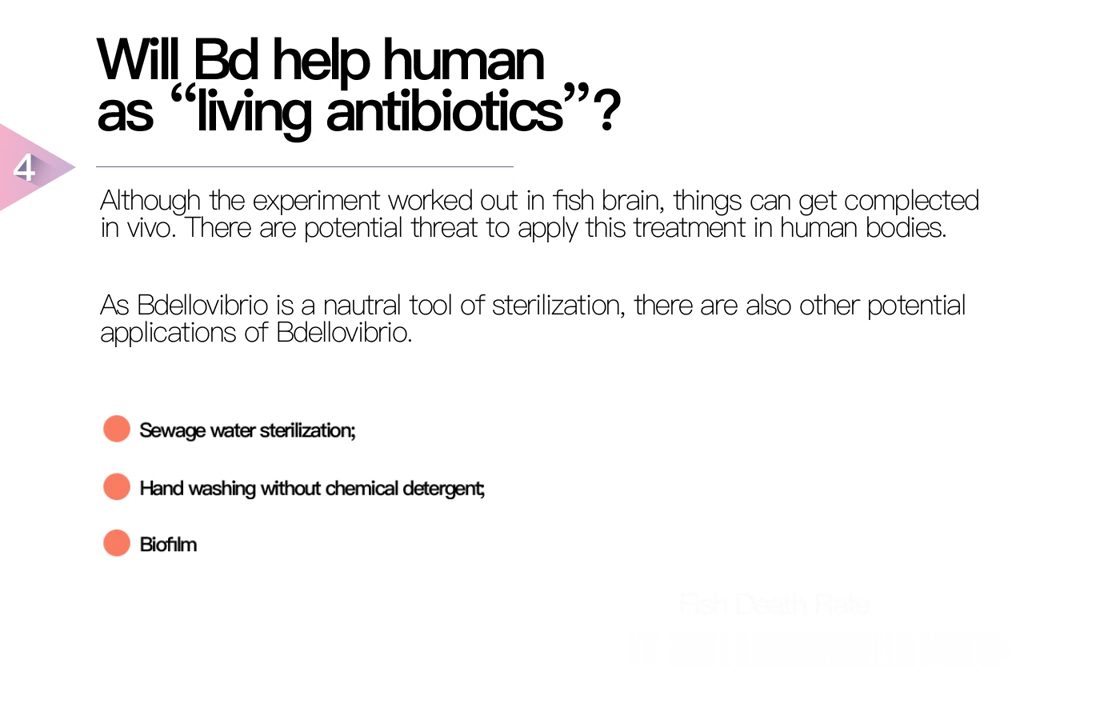 Will Bd help human
as “living antibiotics”?
4
Although the experiment worked out in fish brain, things can get complected
in vivo. There are potential threat to apply this treatment in human bodies.
As Bdellovibrio is a nautral tool of sterilization, there are also other potential
applications of Bdellovibrio.
Sewage water sterilization;
Hand washing without chemical detergent;
Biofilm
Fish Death Rate